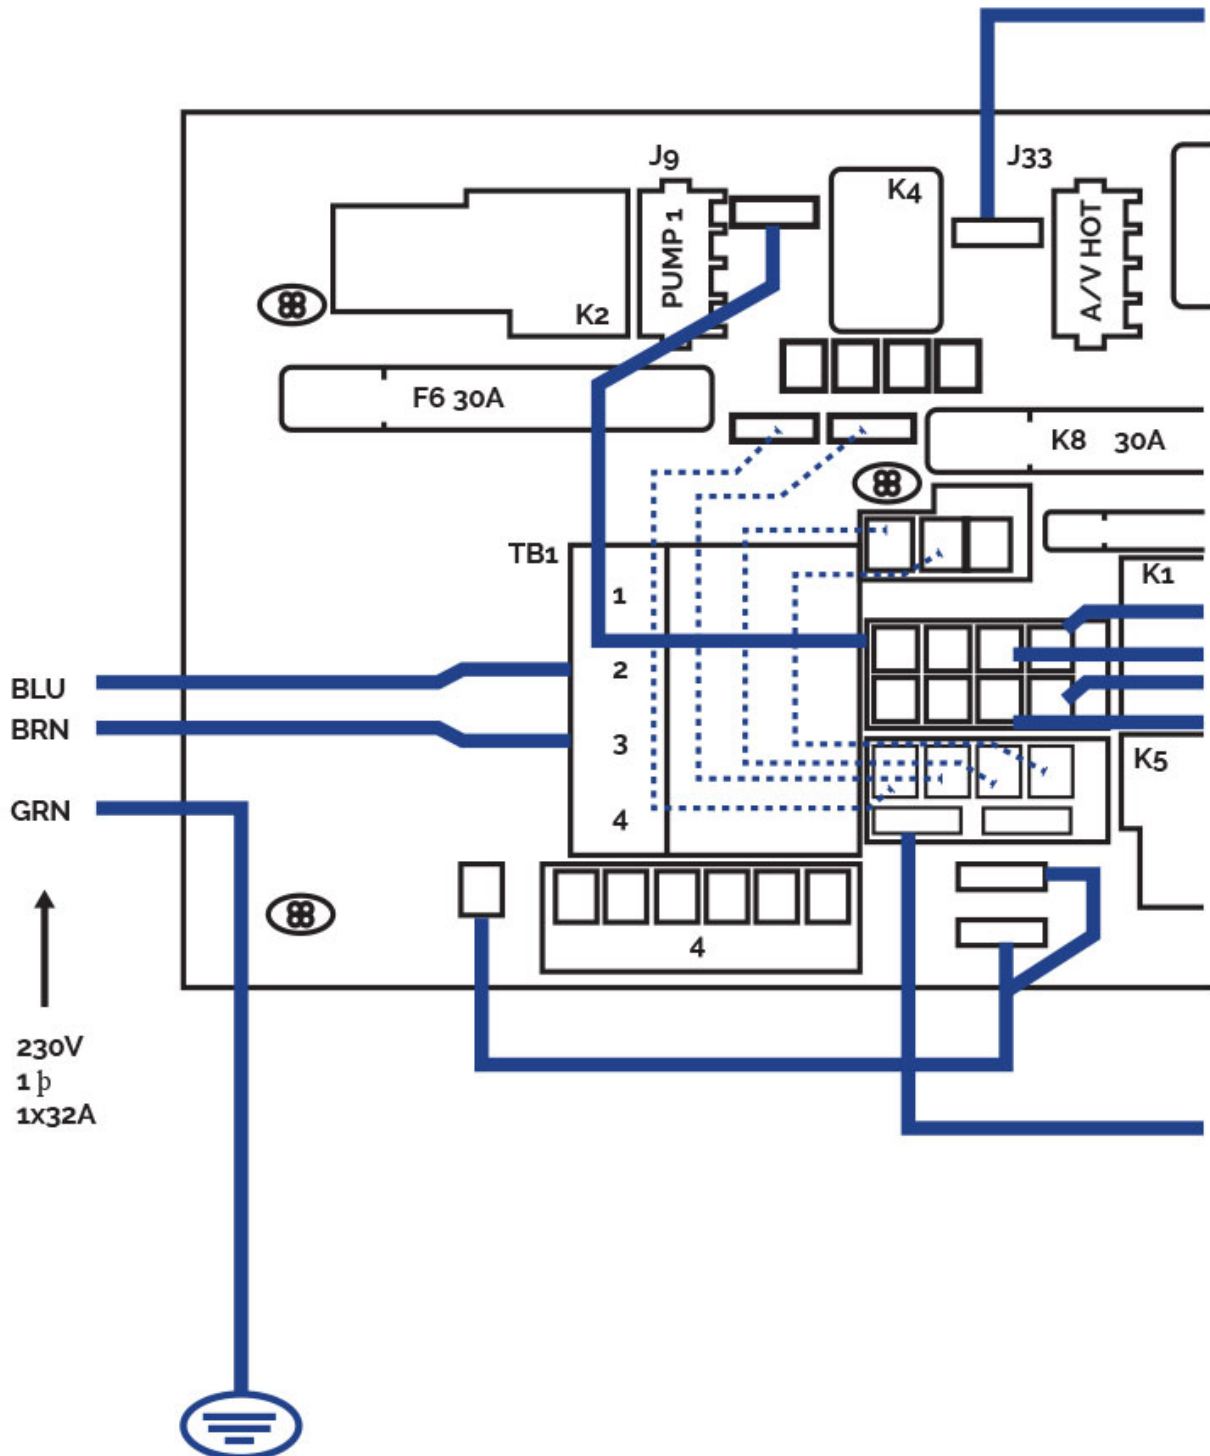 J9
J33
K4
PUMP 1
A/V HOT
K2
F6 30A
K8 30A
TB1
K1
1
2
BLU
BRN
3
K5
GRN
4
4
230V
1 þ
1x32A